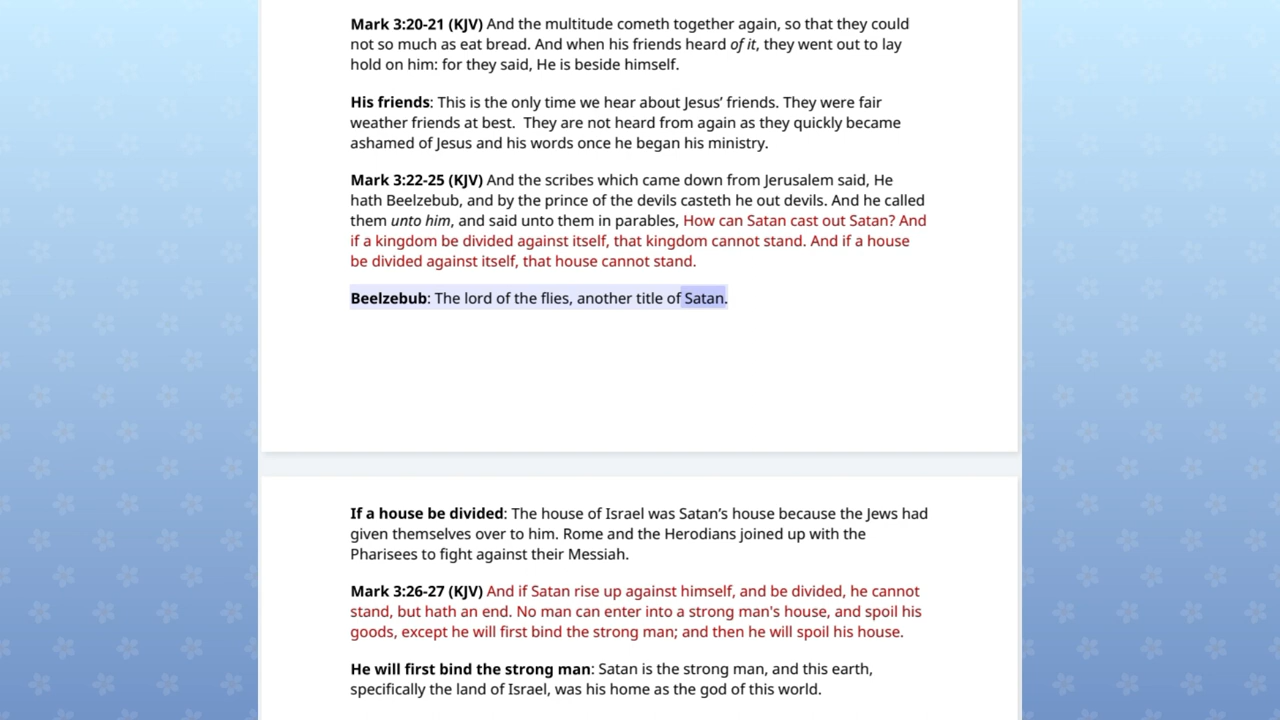 Mark 3:20-21 (KJV) And the multitude cometh together again, so that they could
not so much as eat bread. And when his friends heard of it, they went out to lay
hold on him: for they said, He is beside himself.
His friends: This is the only time we hear about Jesus’ friends. They were fair
weather friends at best.  They are not heard from again as they quickly became
ashamed of Jesus and his words once he began his ministry.
Mark 3:22-25 (KJV) And the scribes which came down from Jerusalem said, He
hath Beelzebub, and by the prince of the devils casteth he out devils. And he called
them unto him, and said unto them in parables, How can Satan cast out Satan? And
if a kingdom be divided against itself, that kingdom cannot stand. And if a house
be divided against itself, that house cannot stand.
Beelzebub: The lord of the flies, another title of Satan.
If a house be divided: The house of Israel was Satan’s house because the Jews had
given themselves over to him. Rome and the Herodians joined up with the
Pharisees to fight against their Messiah.
Mark 3:26-27 (KJV) And if Satan rise up against himself, and be divided, he cannot
stand, but hath an end. No man can enter into a strong man's house, and spoil his
goods, except he will first bind the strong man; and then he will spoil his house.
He will first bind the strong man: Satan is the strong man, and this earth,
specifically the land of Israel, was his home as the god of this world.